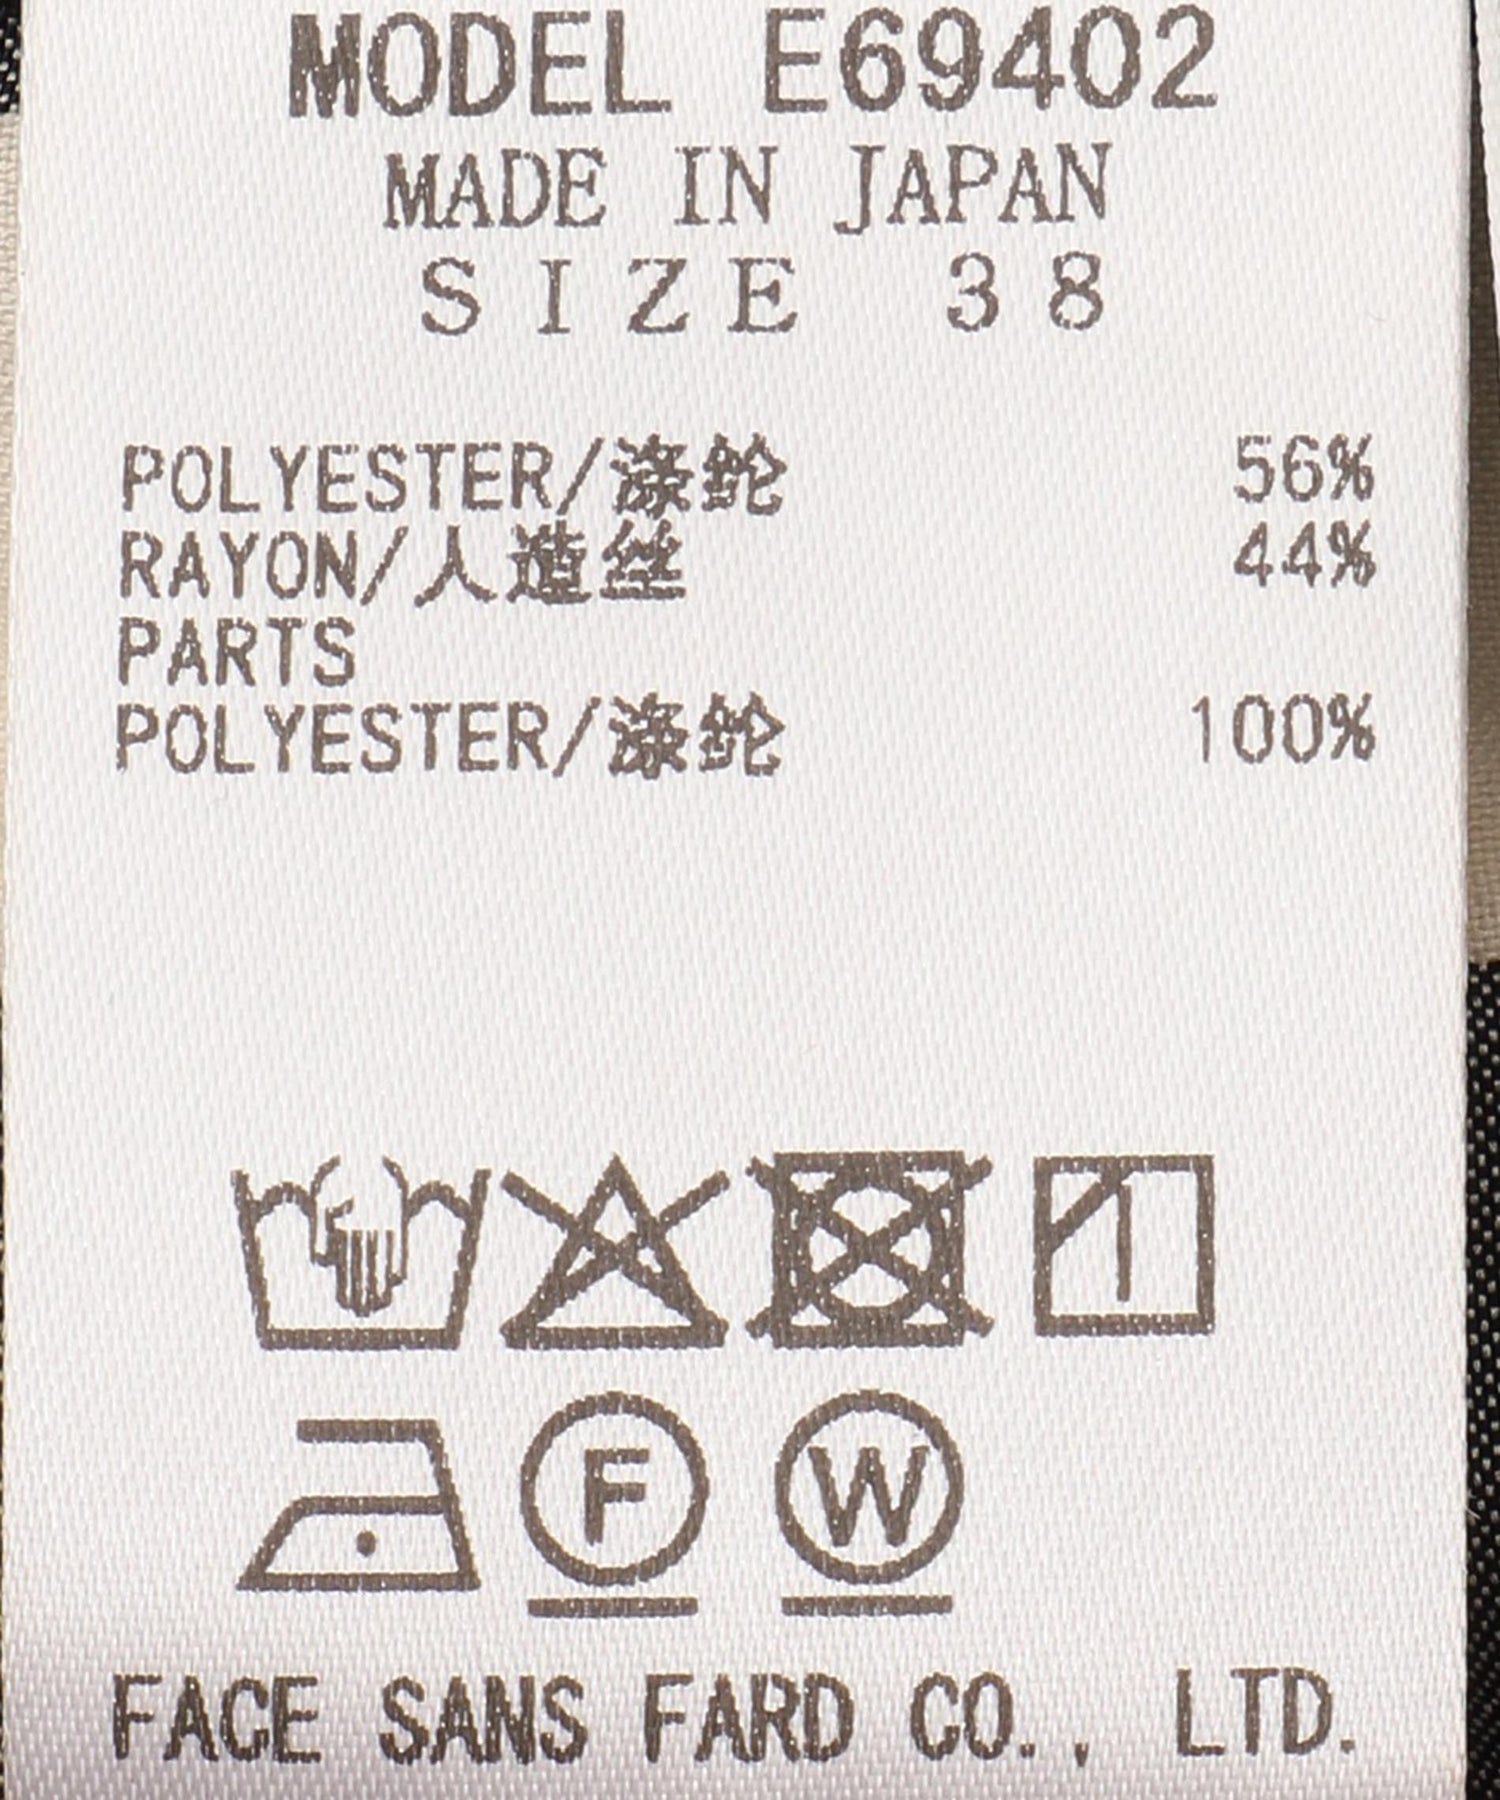 MODEL E69402
MADE IN JAPAN
SIZE 38
POLYESTER/涤纶 56%
RAYON/人造丝 44%
PARTS
POLYESTER/涤纶 100%
F W
FACE SANS FARD CO., LTD.